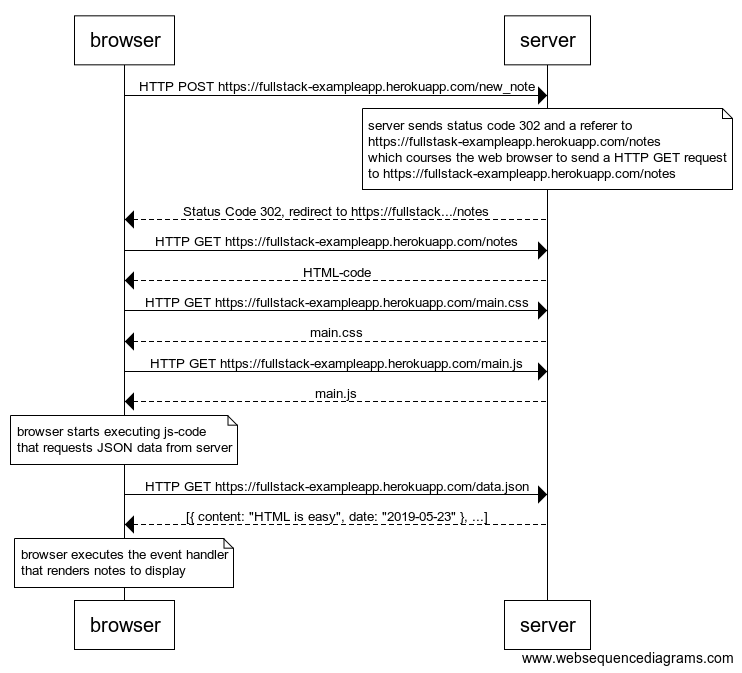 browser
server
HTTP POST https://fullstack-exampleapp.herokuapp.com/new_note
server sends status code 302 and a referer to
https://fullstask-exampleapp.herokuapp.com/notes
which courses the web browser to send a HTTP GET request
to https://fullstack-exampleapp.herokuapp.com/notes
Status Code 302, redirect to https://fullstack.../notes
HTTP GET https://fullstack-exampleapp.herokuapp.com/notes
HTML-code
HTTP GET https://fullstack-exampleapp.herokuapp.com/main.css
main.css
HTTP GET https://fullstack-exampleapp.herokuapp.com/main.js
main.js
browser starts executing js-code
that requests JSON data from server
HTTP GET https://fullstack-exampleapp.herokuapp.com/data.json
[{ content: "HTML is easy", date: "2019-05-23" }, ...]
browser executes the event handler
that renders notes to display
browser
server
www.websequencediagrams.com